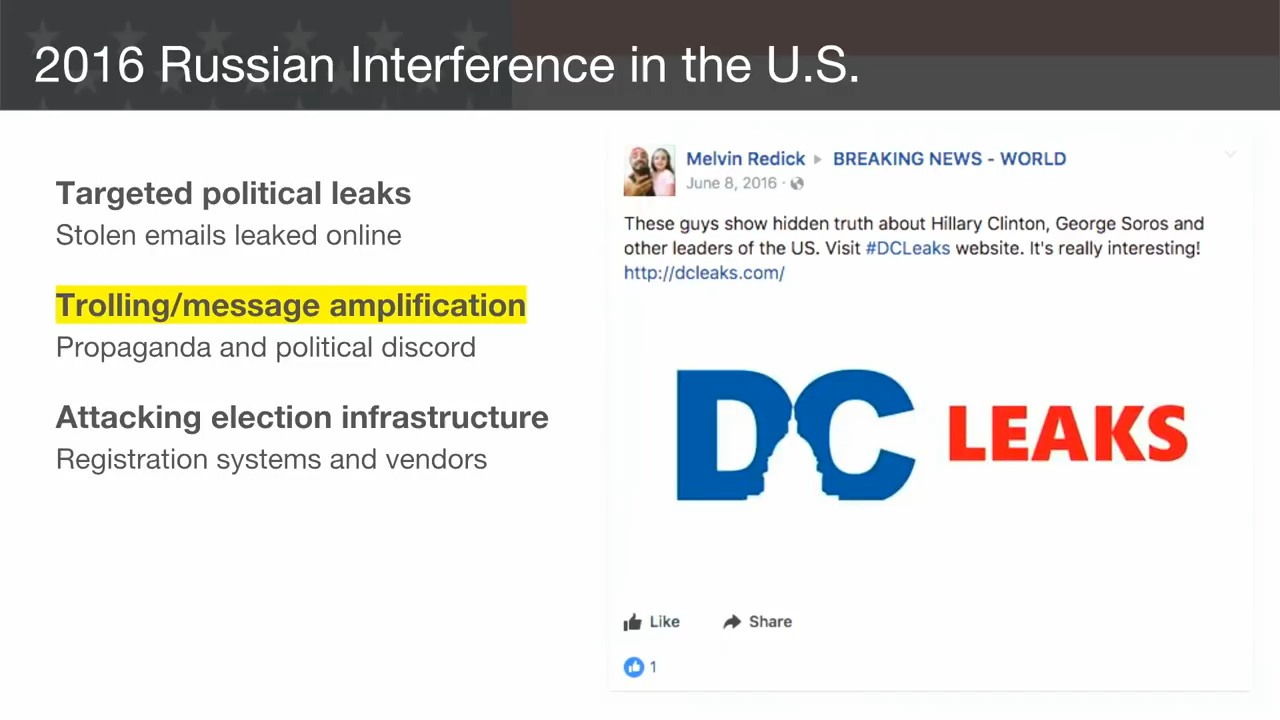 2016 Russian Interference in the U.S.
Targeted political leaks
Stolen emails leaked online
Trolling/message amplification
Propaganda and political discord
Attacking election infrastructure
Registration systems and vendors
Melvin Redick ▸ BREAKING NEWS - WORLD
June 8, 2016 ·
These guys show hidden truth about Hillary Clinton, George Soros and
other leaders of the US. Visit #DCLeaks website. It's really interesting!
http://dcleaks.com/
DC LEAKS
Like Share
1